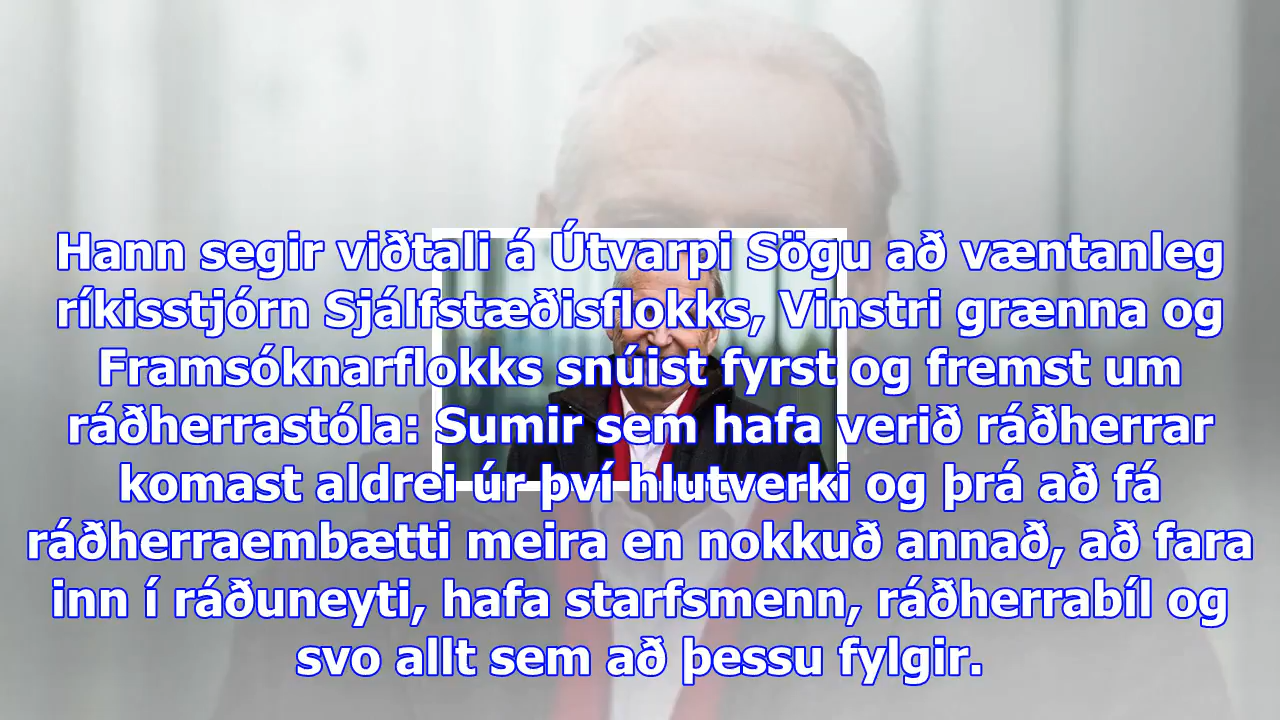 Hann segir viðtali á Útvarpi Sögu að væntanleg
ríkisstjórn Sjálfstæðisflokks, Vinstri grænna og
Framsóknarflokks snúist fyrst og fremst um
ráðherrastóla: Sumir sem hafa verið ráðherrar
komast aldrei úr því hlutverki og þrá að fá
ráðherraembætti meira en nokkuð annað, að fara
inn í ráðuneyti, hafa starfsmenn, ráðherrabíl og
svo allt sem að þessu fylgir.